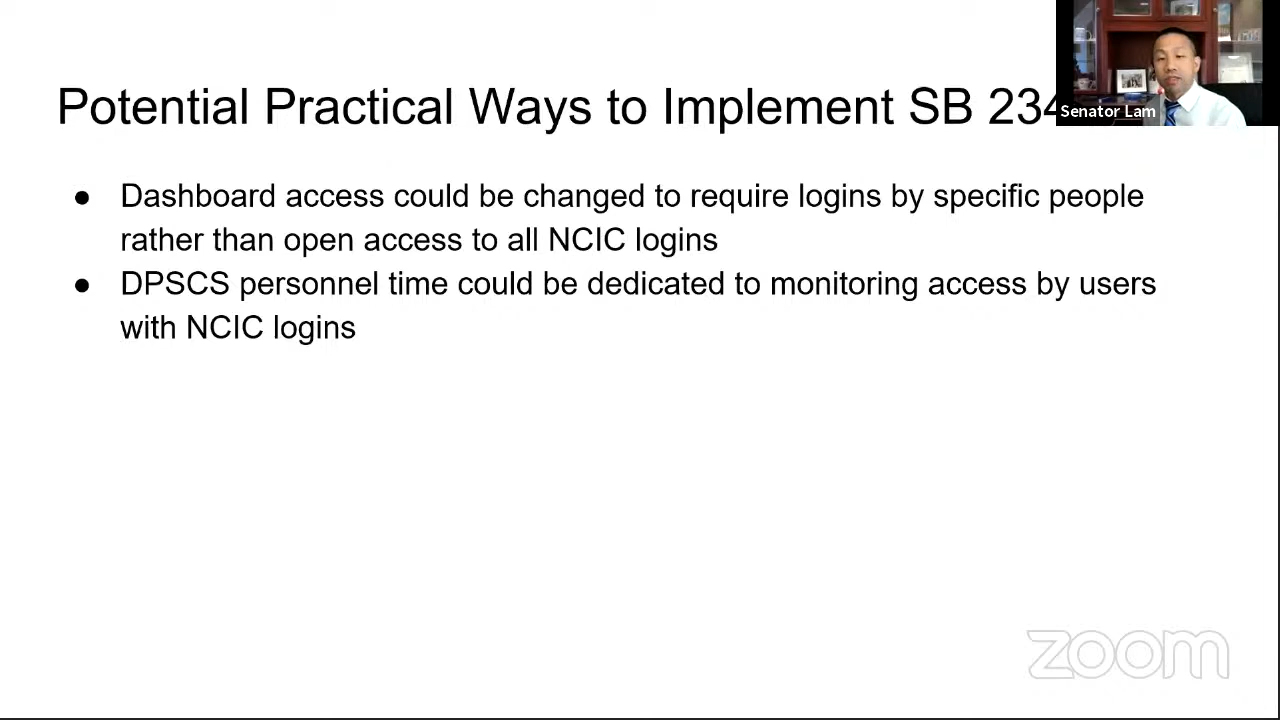 Potential Practical Ways to Implement SB 234
Senator Lam
● Dashboard access could be changed to require logins by specific people
rather than open access to all NCIC logins
● DPSCS personnel time could be dedicated to monitoring access by users
with NCIC logins
zoom